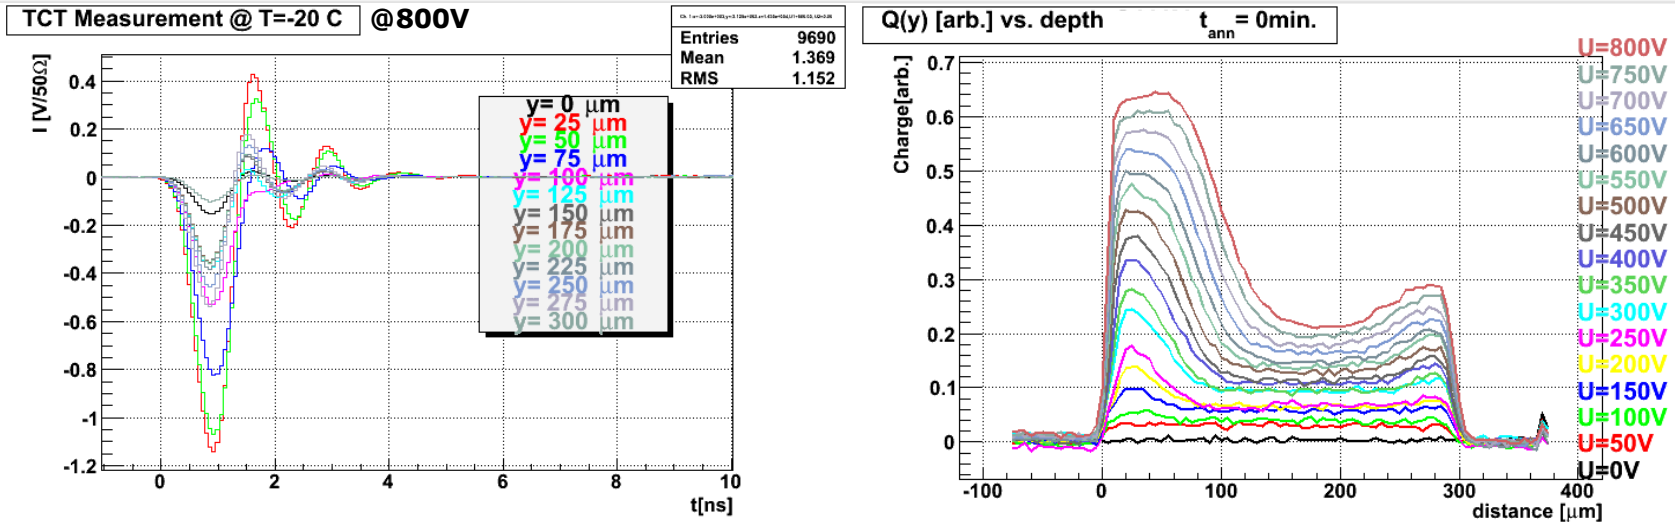 TCT Measurement @ T=-20 C @800V
Entries 9690
Mean 1.369
RMS 1.152
I [V/50Ω]
0.4
0.2
0
-0.2
-0.4
-0.6
-0.8
-1
-1.2
y= 0 μm
y= 25 μm
y= 50 μm
y= 75 μm
y= 100 μm
y= 125 μm
y= 150 μm
y= 175 μm
y= 200 μm
y= 225 μm
y= 250 μm
y= 275 μm
y= 300 μm
0 2 4 6 8 10
t[ns]
Q(y) [arb.] vs. depth t_ann = 0min.
Charge[arb.]
0.7
0.6
0.5
0.4
0.3
0.2
0.1
0
U=800V
U=750V
U=700V
U=650V
U=600V
U=550V
U=500V
U=450V
U=400V
U=350V
U=300V
U=250V
U=200V
U=150V
U=100V
U=50V
U=0V
-100 0 100 200 300 400
distance [μm]